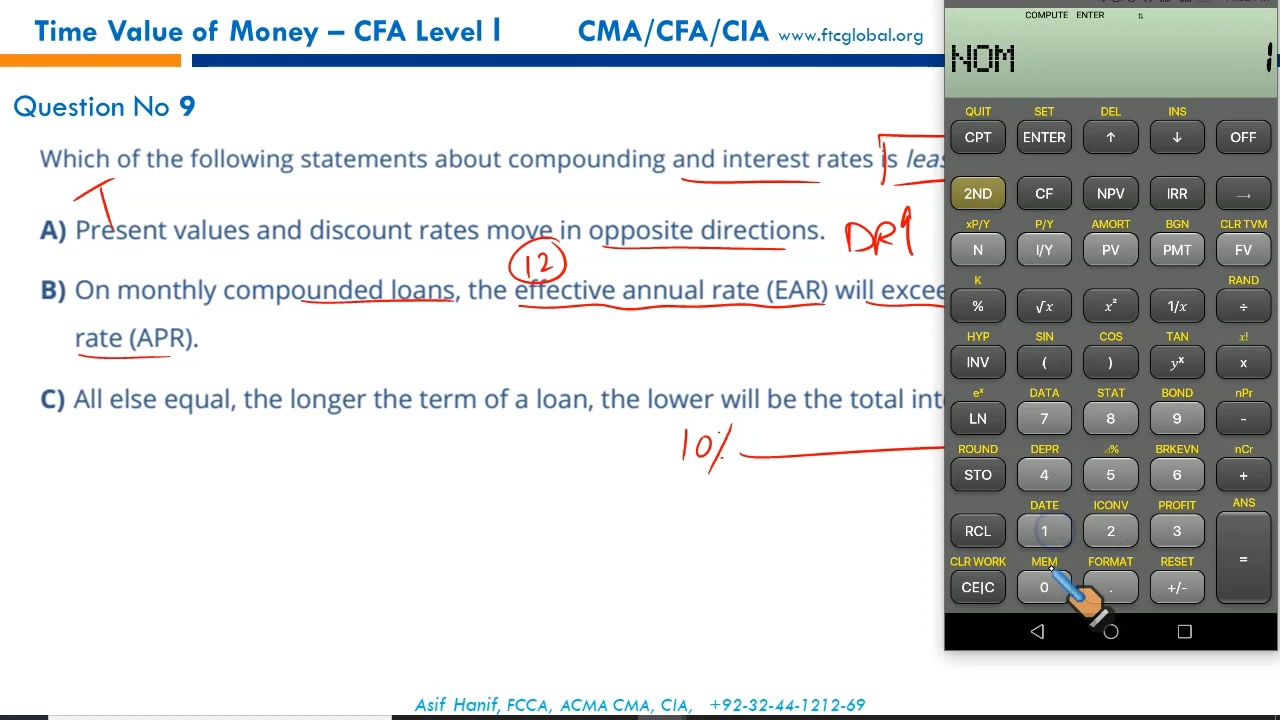 Time Value of Money – CFA Level I CMA/CFA/CIA www.ftcglobal.org
Question No 9
Which of the following statements about compounding and interest rates is
T
A) Present values and discount rates move in opposite directions. DR↑
12
B) On monthly compounded loans, the effective annual rate (EAR) will
rate (APR).
C) All else equal, the longer the term of a loan, the lower will be the total
10%
Asif Hanif, FCCA, ACMA CMA, CIA, +92-32-44-1212-69
COMPUTE ENTER
NOM 1
QUIT SET DEL INS
CPT ENTER ↑ ↓ OFF
2ND CF NPV IRR →
xP/Y P/Y AMORT BGN CLR TVM
N I/Y PV PMT FV
K RAND
% √x x² 1/x ÷
HYP SIN COS TAN x!
INV ( ) yˣ x
eˣ DATA STAT BOND nPr
LN 7 8 9 -
ROUND DEPR ⊿% BRKEVN nCr
STO 4 5 6 +
DATE ICONV PROFIT ANS
RCL 1 2 3 =
CLR WORK MEM FORMAT RESET
CE|C 0 . +/-